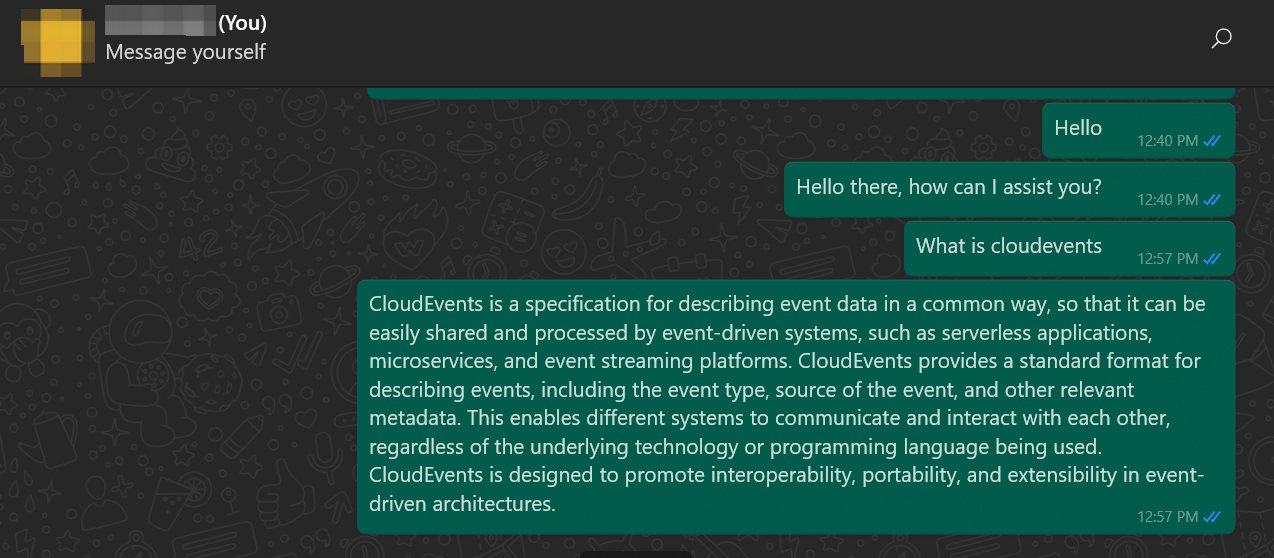 (You)
Message yourself
Hello
12:40 PM
Hello there, how can I assist you?
12:40 PM
What is cloudevents
12:57 PM
CloudEvents is a specification for describing event data in a common way, so that it can be
easily shared and processed by event-driven systems, such as serverless applications,
microservices, and event streaming platforms. CloudEvents provides a standard format for
describing events, including the event type, source of the event, and other relevant
metadata. This enables different systems to communicate and interact with each other,
regardless of the underlying technology or programming language being used.
CloudEvents is designed to promote interoperability, portability, and extensibility in event-
driven architectures.
12:57 PM